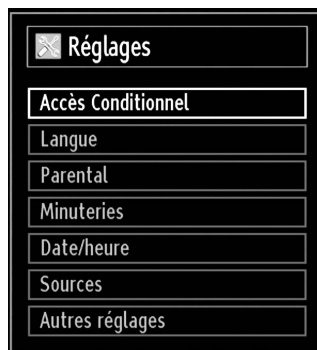 Réglages
Accès Conditionnel
Langue
Parental
Minuteries
Date/heure
Sources
Autres réglages